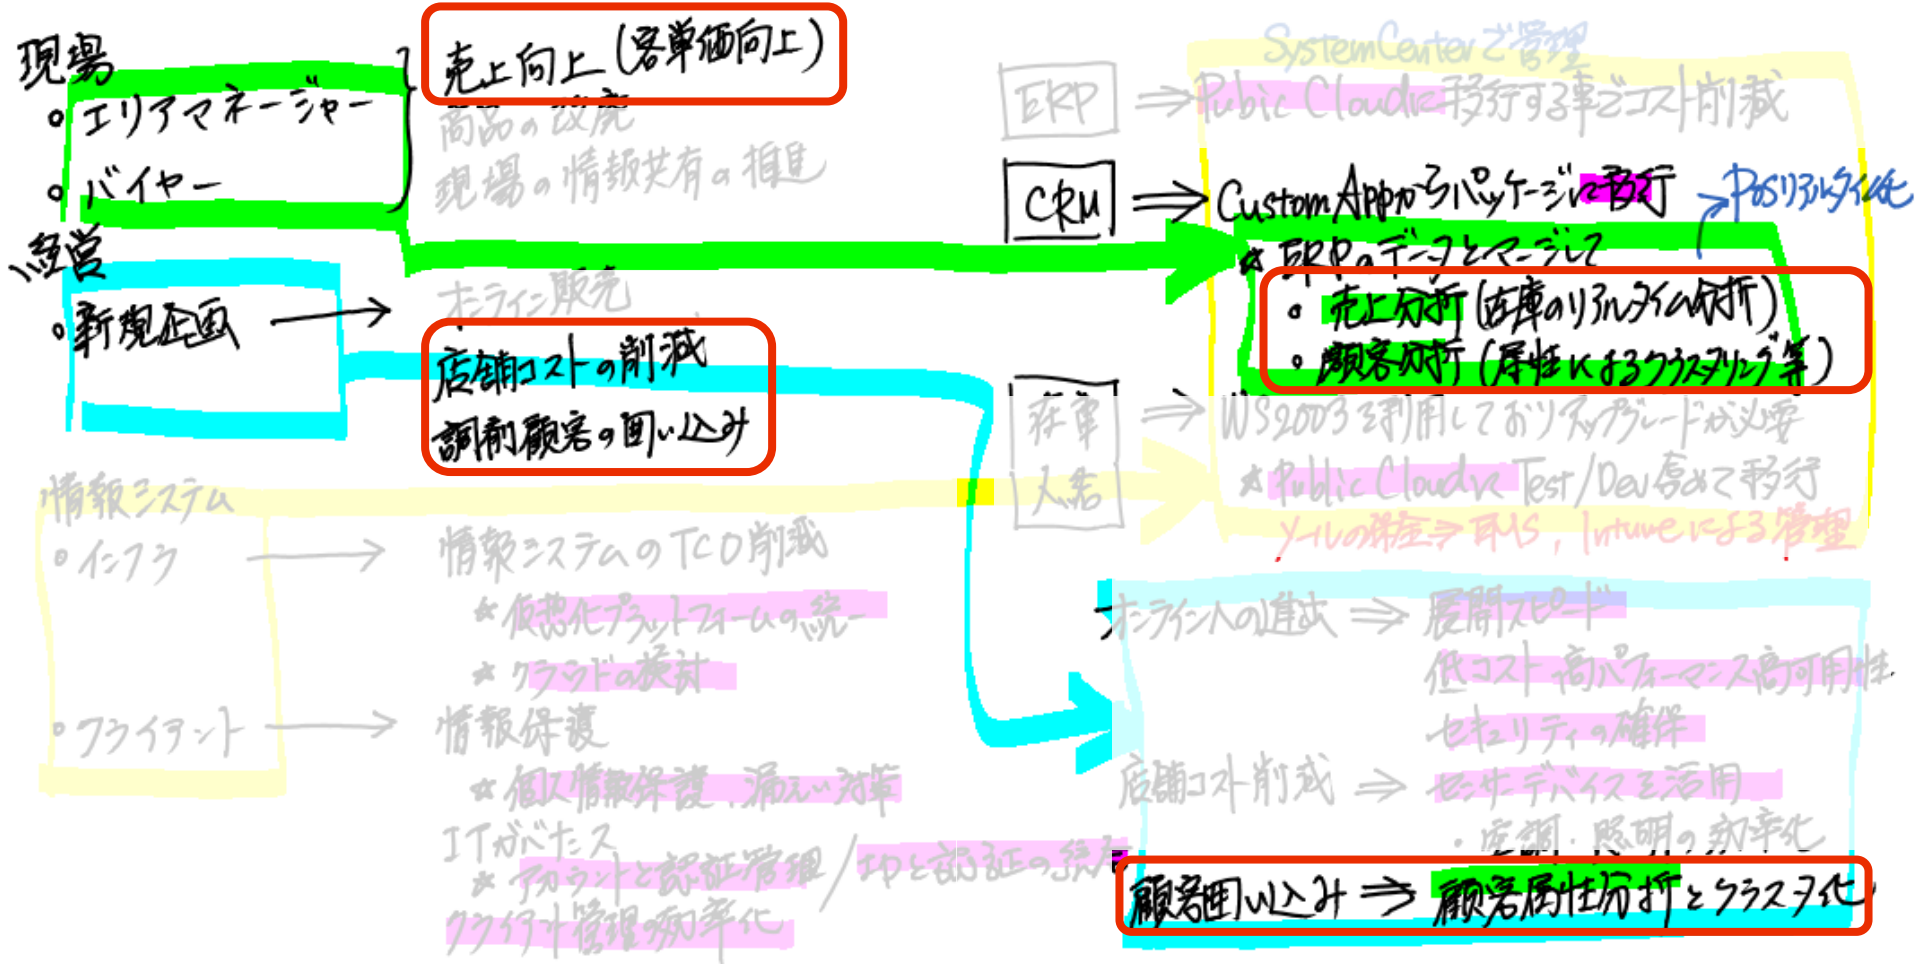 現場
・エリアマネージャー
・バイヤー
売上向上(客単価向上)
商品の改廃
現場の情報共有の推進
経営
・新規企画 →
オンライン販売
店舗コストの削減
顧客の囲い込み
情報システム
・インフラ →
情報システムのTCO削減
☆仮想化プラットフォームの統一
☆クラウドの検討
・クライアント →
情報保護
☆個人情報保護、漏えい対策
ITガバナンス
☆アカウントと認証管理/IDと認証の統合
クライアント管理の効率化
SystemCenterで管理
ERP ⇒ Pubic Cloudに移行する事でコスト削減
CRM ⇒ Custom Appからパッケージに移行
→POSリアルタイム化
☆ERPのデータとマージして
・売上分析(在庫のリアルタイム分析)
・顧客分析(属性によるクラスタリング等)
在庫 ⇒ WS2003を利用しておりアップグレードが必要
人事
☆Public CloudにTest/Dev含めて移行
⇒EMS, Intuneによる管理
オンラインへの進出 ⇒ 展開スピード
低コスト 高パフォーマンス 高可用性
セキュリティの確保
店舗コスト削減 ⇒ センサーデバイスを活用
・空調・照明の効率化
顧客囲い込み ⇒ 顧客属性分析とクラスタ化